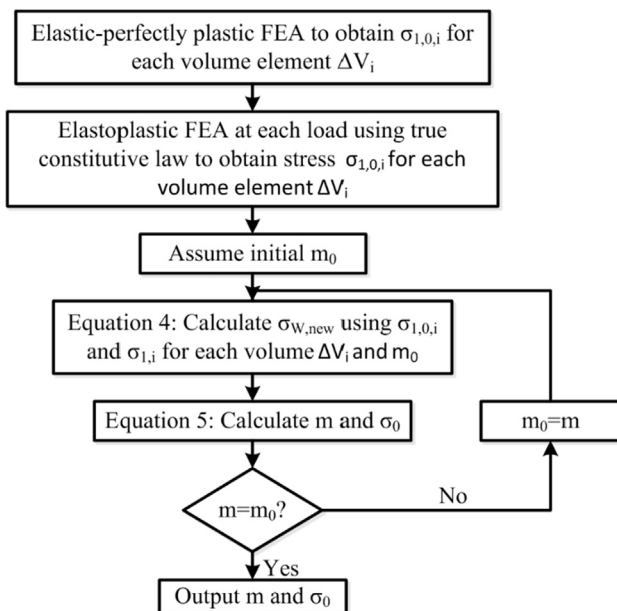 Elastic-perfectly plastic FEA to obtain σ1,0,i for
each volume element ΔVi
Elastoplastic FEA at each load using true
constitutive law to obtain stress σ1,0,i for each
volume element ΔVi
Assume initial m0
Equation 4: Calculate σW,new using σ1,0,i
and σ1,i for each volume ΔVi and m0
Equation 5: Calculate m and σ0
m0=m
m=m0?
No
Yes
Output m and σ0